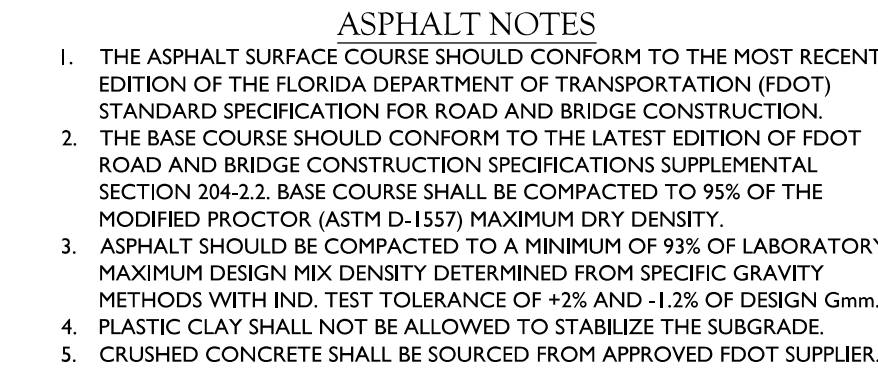 ASPHALT NOTES
1. THE ASPHALT SURFACE COURSE SHOULD CONFORM TO THE MOST RECENT
EDITION OF THE FLORIDA DEPARTMENT OF TRANSPORTATION (FDOT)
STANDARD SPECIFICATION FOR ROAD AND BRIDGE CONSTRUCTION.
2. THE BASE COURSE SHOULD CONFORM TO THE LATEST EDITION OF FDOT
ROAD AND BRIDGE CONSTRUCTION SPECIFICATIONS SUPPLEMENTAL
SECTION 204-2.2. BASE COURSE SHALL BE COMPACTED TO 95% OF THE
MODIFIED PROCTOR (ASTM D-1557) MAXIMUM DRY DENSITY.
3. ASPHALT SHOULD BE COMPACTED TO A MINIMUM OF 93% OF LABORATORY
MAXIMUM DESIGN MIX DENSITY DETERMINED FROM SPECIFIC GRAVITY
METHODS WITH IND. TEST TOLERANCE OF +2% AND -1.2% OF DESIGN Gmm.
4. PLASTIC CLAY SHALL NOT BE ALLOWED TO STABILIZE THE SUBGRADE.
5. CRUSHED CONCRETE SHALL BE SOURCED FROM APPROVED FDOT SUPPLIER.